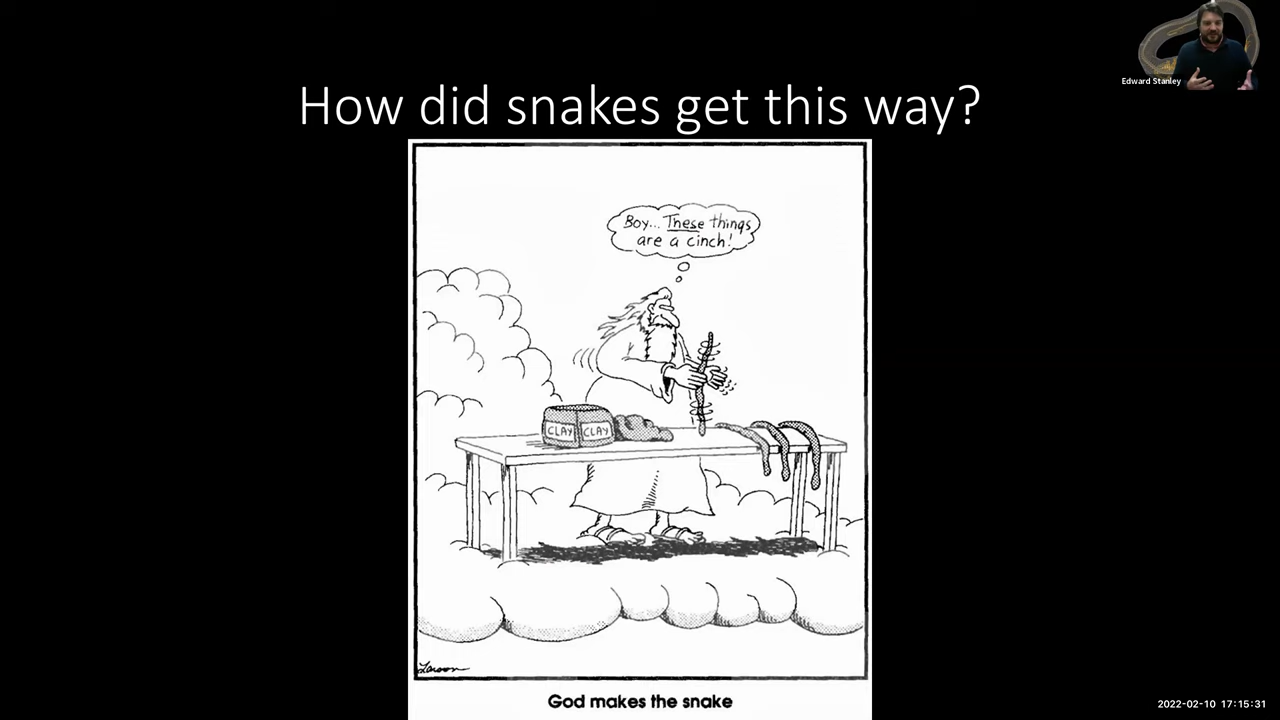 Edward Stanley
How did snakes get this way?
Boy... These things
are a cinch!
CLAY CLAY
Larson
God makes the snake
2022-02-10 17:15:31